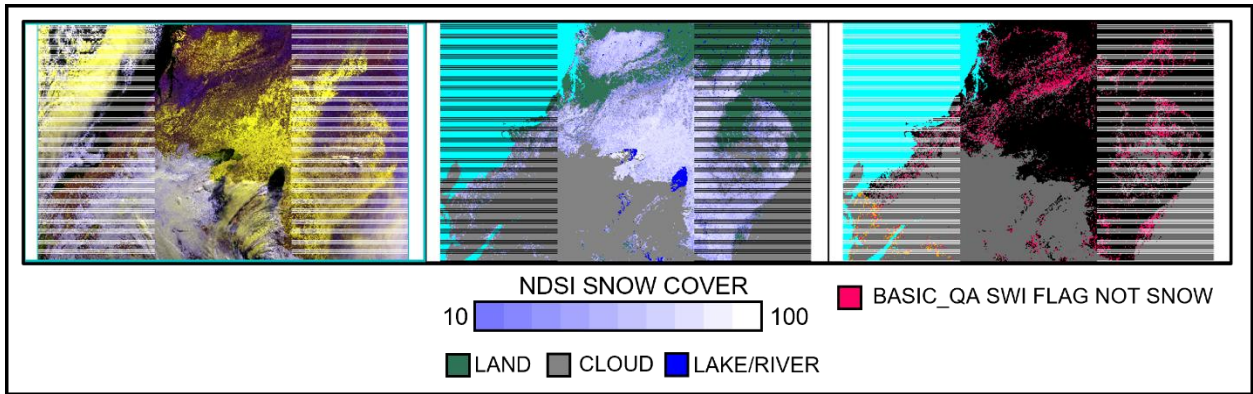 NDSI SNOW COVER
10 100
BASIC_QA SWI FLAG NOT SNOW
LAND CLOUD LAKE/RIVER